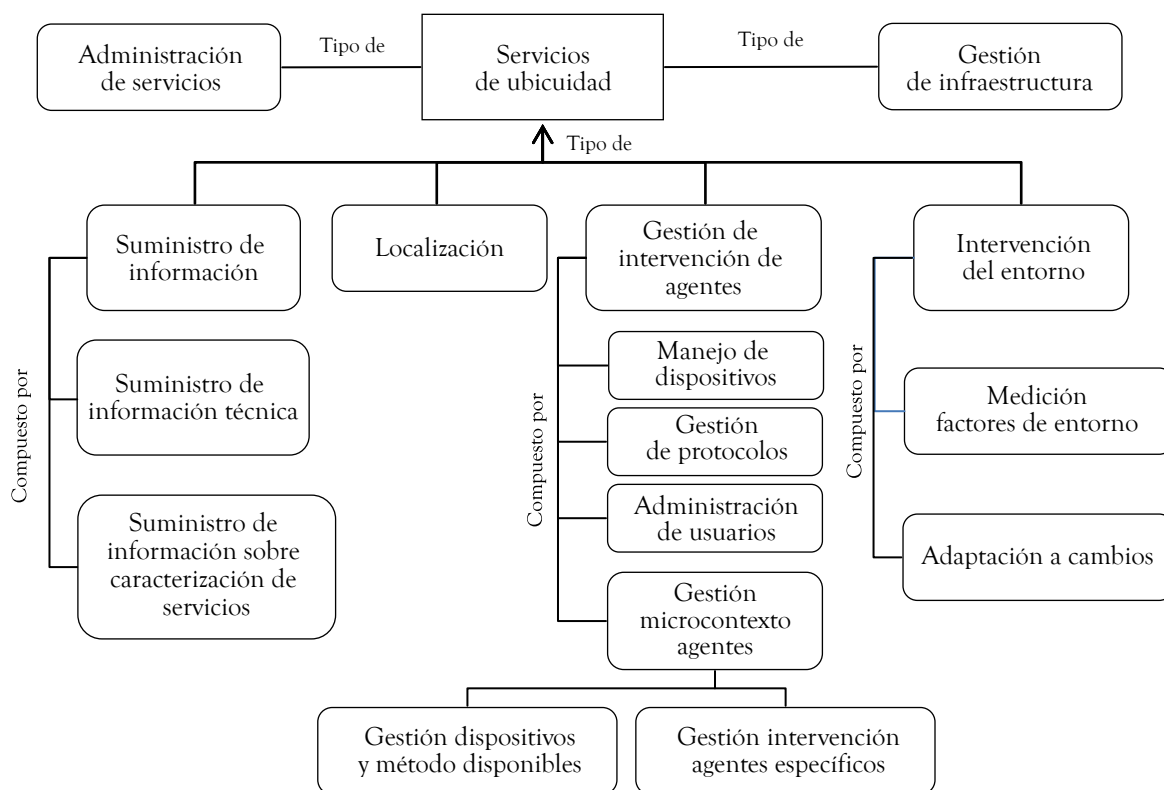 Administración
de servicios
Tipo de
Servicios
de ubicuidad
Tipo de
Gestión
de infraestructura
Tipo de
Suministro de
información
Localización
Gestión de
intervención de
agentes
Intervención
del entorno
Compuesto por
Suministro de
información técnica
Suministro de
información sobre
caracterización de
servicios
Compuesto por
Manejo de
dispositivos
Gestión
de protocolos
Administración
de usuarios
Gestión
microcontexto
agentes
Compuesto por
Medición
factores de entorno
Adaptación a cambios
Gestión dispositivos
y método disponibles
Gestión intervención
agentes específicos